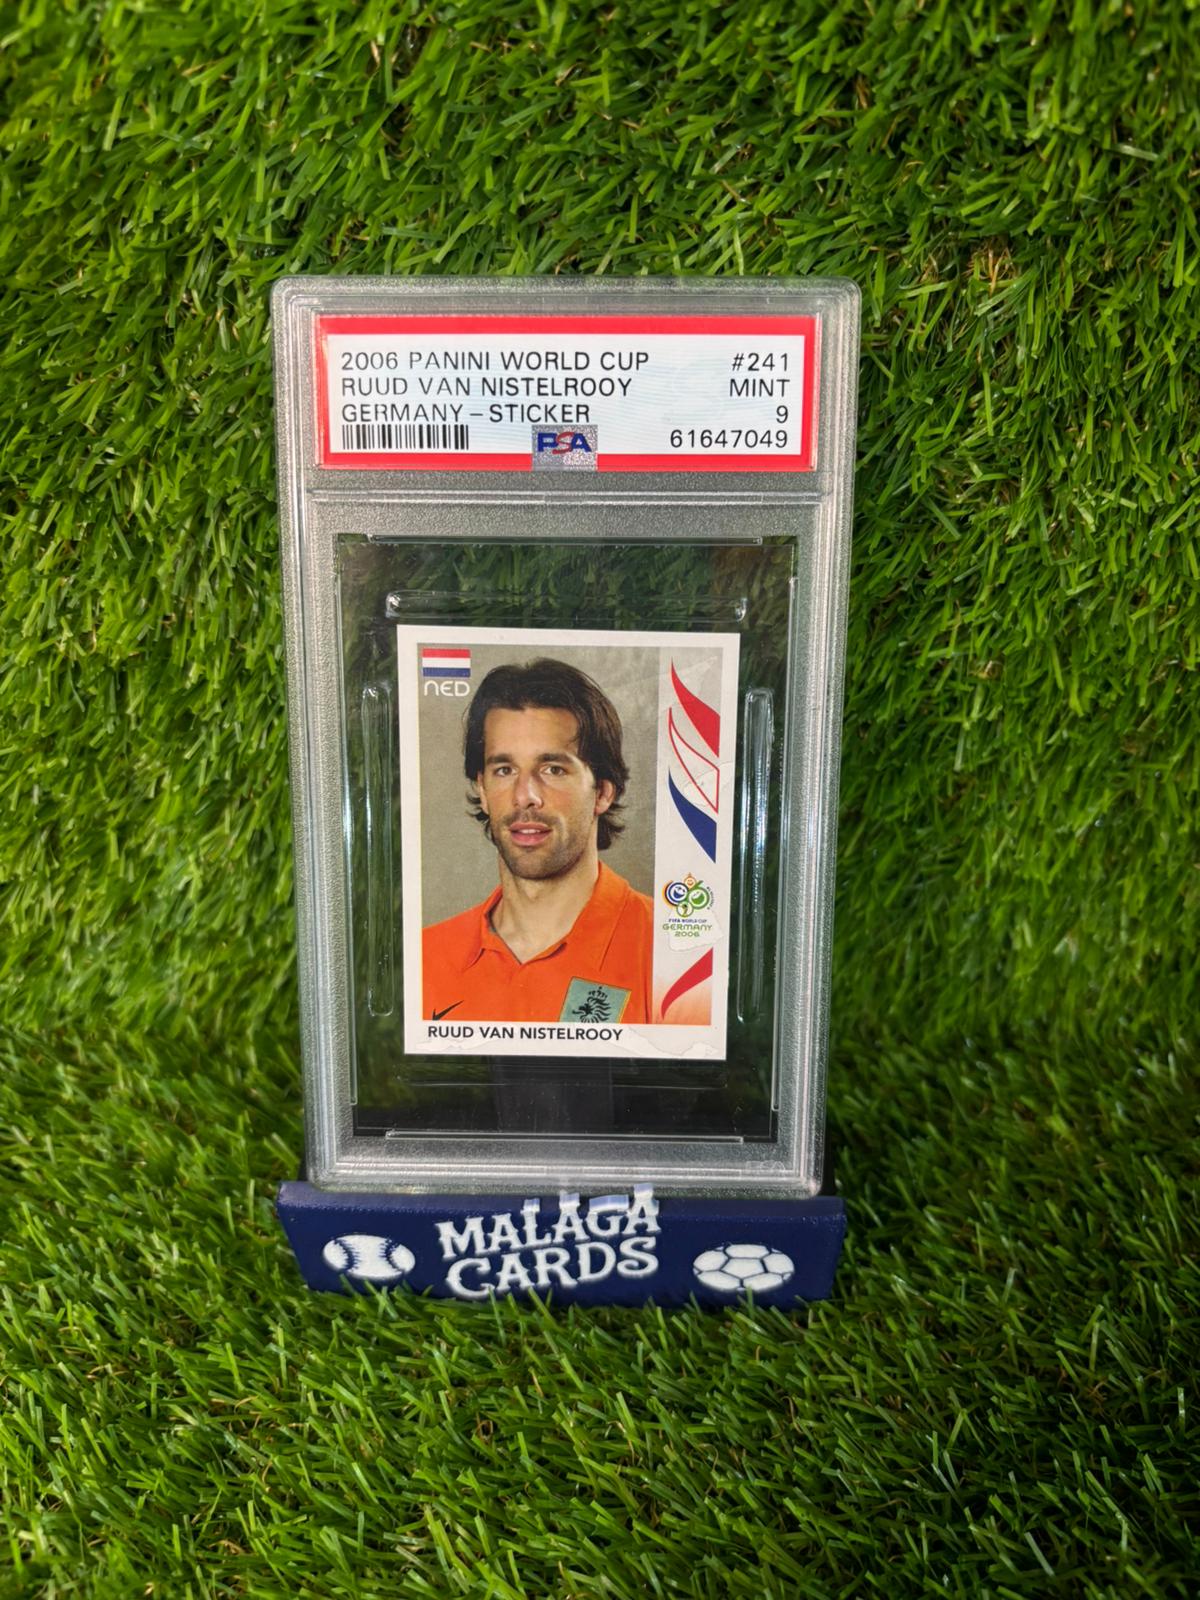 2006 PANINI WORLD CUP #241
RUUD VAN NISTELROOY MINT
GERMANY - STICKER 9
PSA 61647049
NED
FIFA WORLD CUP
GERMANY
2006
RUUD VAN NISTELROOY
MALAGA
CARDS